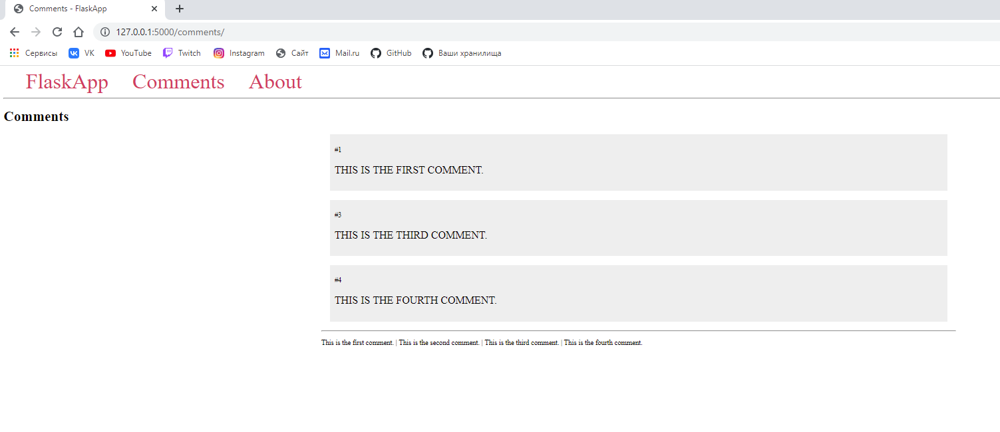 Comments - FlaskApp
127.0.0.1:5000/comments/
Сервисы VK YouTube Twitch Instagram Сайт Mail.ru GitHub Ваши хранилища
FlaskApp Comments About
Comments
#1
THIS IS THE FIRST COMMENT.
#3
THIS IS THE THIRD COMMENT.
#4
THIS IS THE FOURTH COMMENT.
This is the first comment. | This is the second comment. | This is the third comment. | This is the fourth comment.